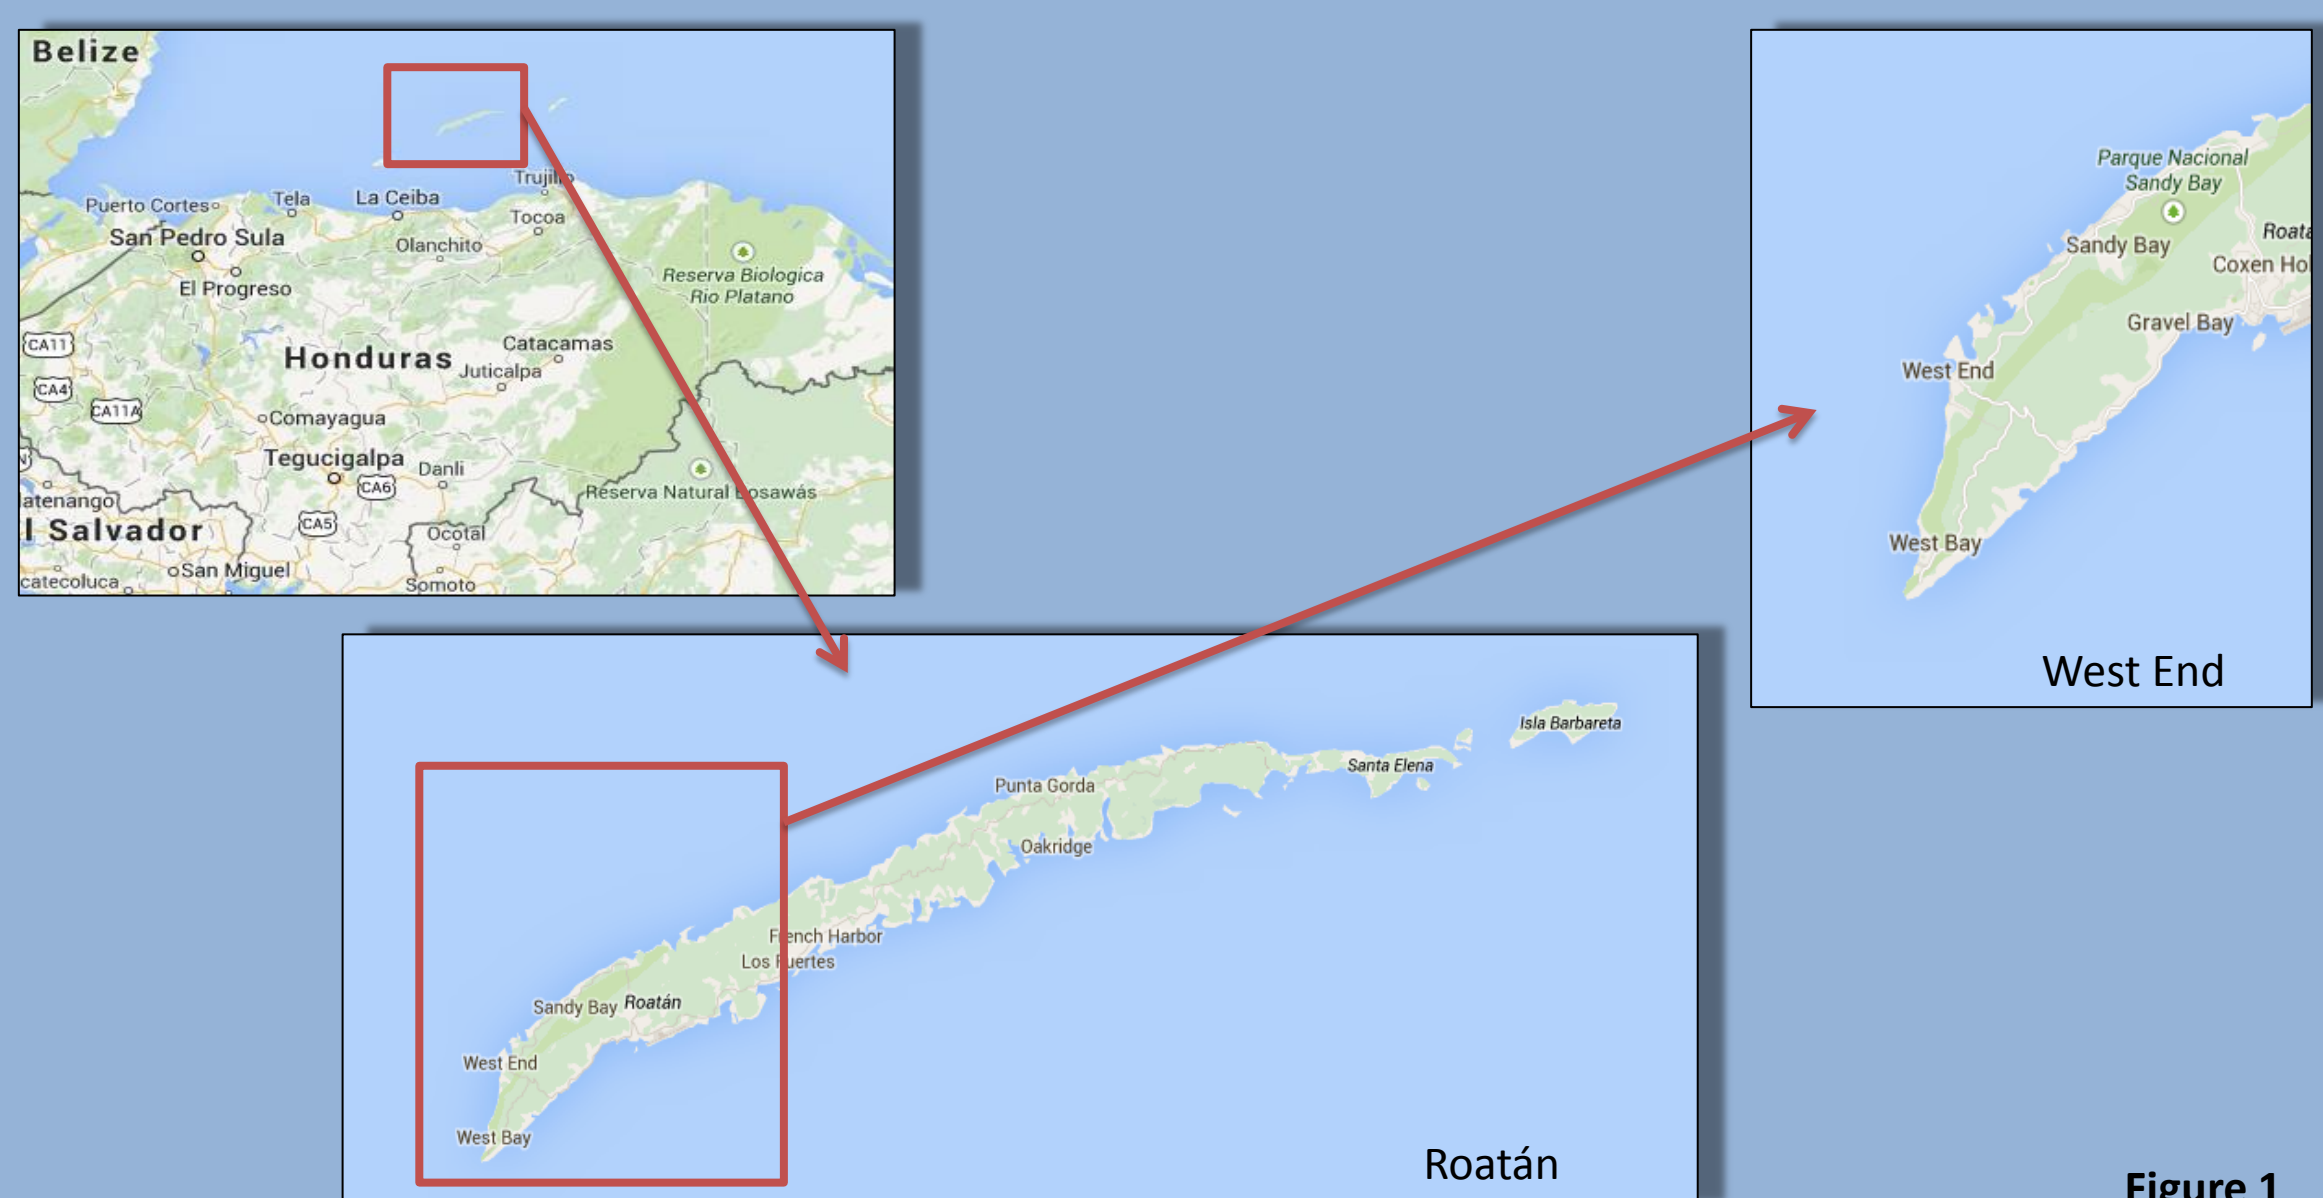 Belize
Trujillo
Puerto Cortes
Tela
La Ceiba
Tocoa
San Pedro Sula
Olanchito
El Progreso
Reserva Biologica
Rio Platano
CA11
Honduras
Catacamas
Juticalpa
CA4
CA11A
Comayagua
Tegucigalpa
Danli
CA6
Reserva Natural Bosawás
atenango
l Salvador
CA5
Ocotal
San Miguel
catecoluca
Somoto
Parque Nacional
Sandy Bay
Sandy Bay
Roata
Coxen Hol
Gravel Bay
West End
West Bay
West End
Isla Barbareta
Santa Elena
Punta Gorda
Oakridge
French Harbor
Los Fuertes
Sandy Bay
Roatán
West End
West Bay
Roatán
Figure 1